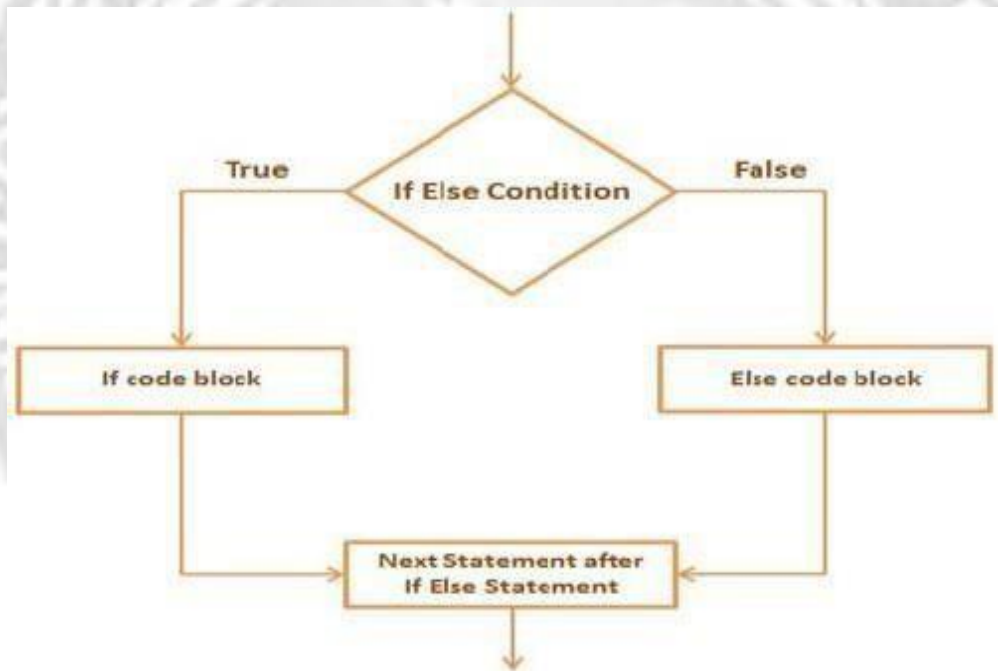 True
False
If Else Condition
If code block
Else code block
Next Statement after
If Else Statement